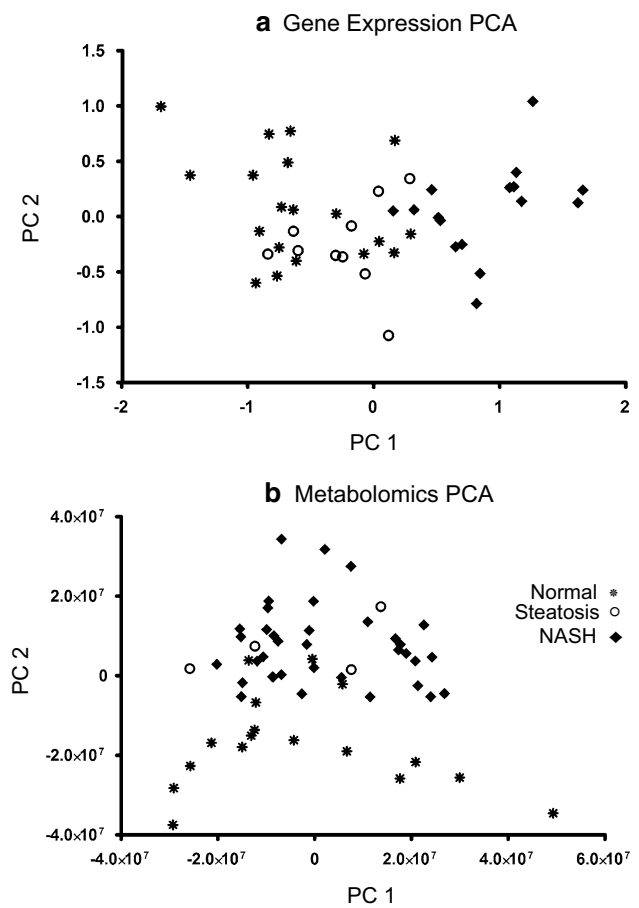 a Gene Expression PCA
1.5
1.0
0.5
0.0
-0.5
-1.0
-1.5
PC 2
-2
-1
0
1
2
PC 1
b Metabolomics PCA
4.0×10⁷
2.0×10⁷
0
-2.0×10⁷
-4.0×10⁷
PC 2
Normal
Steatosis
NASH
-4.0×10⁷
-2.0×10⁷
0
2.0×10⁷
4.0×10⁷
6.0×10⁷
PC 1